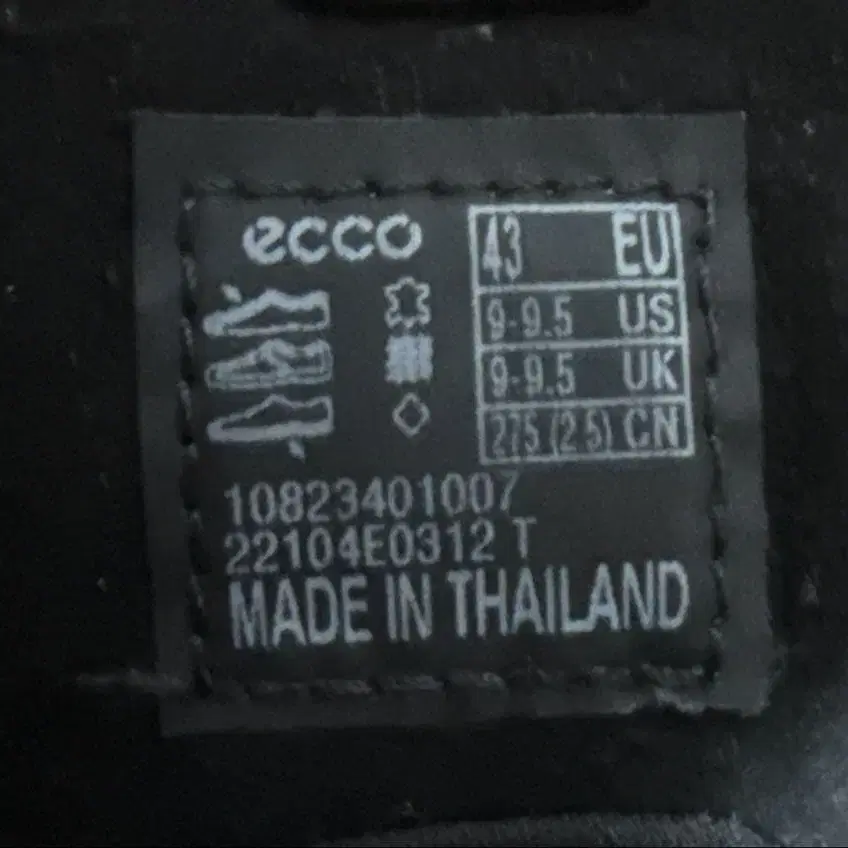 ecco
43 EU
9-9.5 US
9-9.5 UK
275 (2.5) CN
10823401007
22104E0312 T
MADE IN THAILAND